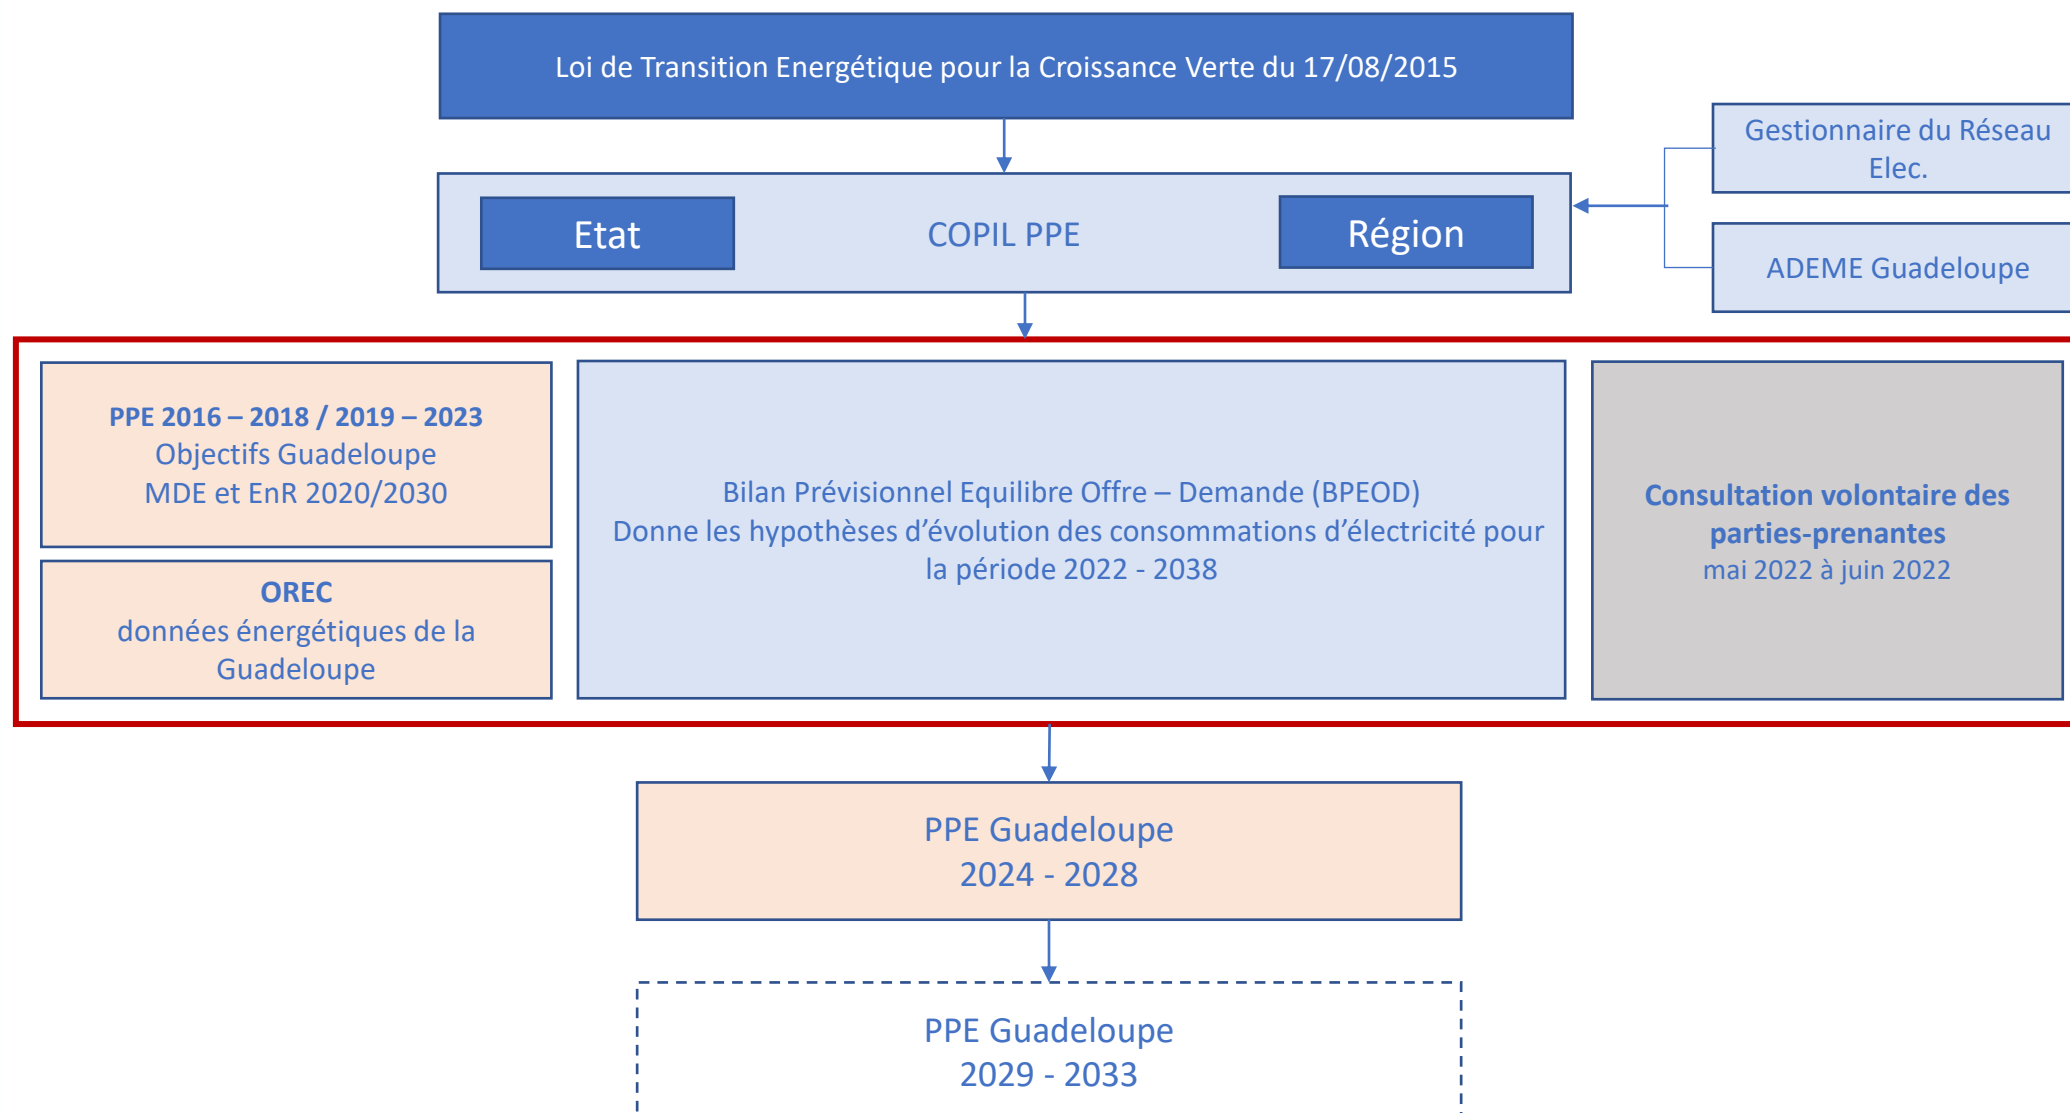 Loi de Transition Energétique pour la Croissance Verte du 17/08/2015
Gestionnaire du Réseau
Elec.
Etat
COPIL PPE
Région
ADEME Guadeloupe
PPE 2016 – 2018 / 2019 – 2023
Objectifs Guadeloupe
MDE et EnR 2020/2030
OREC
données énergétiques de la
Guadeloupe
Bilan Prévisionnel Equilibre Offre – Demande (BPEOD)
Donne les hypothèses d’évolution des consommations d’électricité pour
la période 2022 - 2038
Consultation volontaire des
parties-prenantes
mai 2022 à juin 2022
PPE Guadeloupe
2024 - 2028
PPE Guadeloupe
2029 - 2033